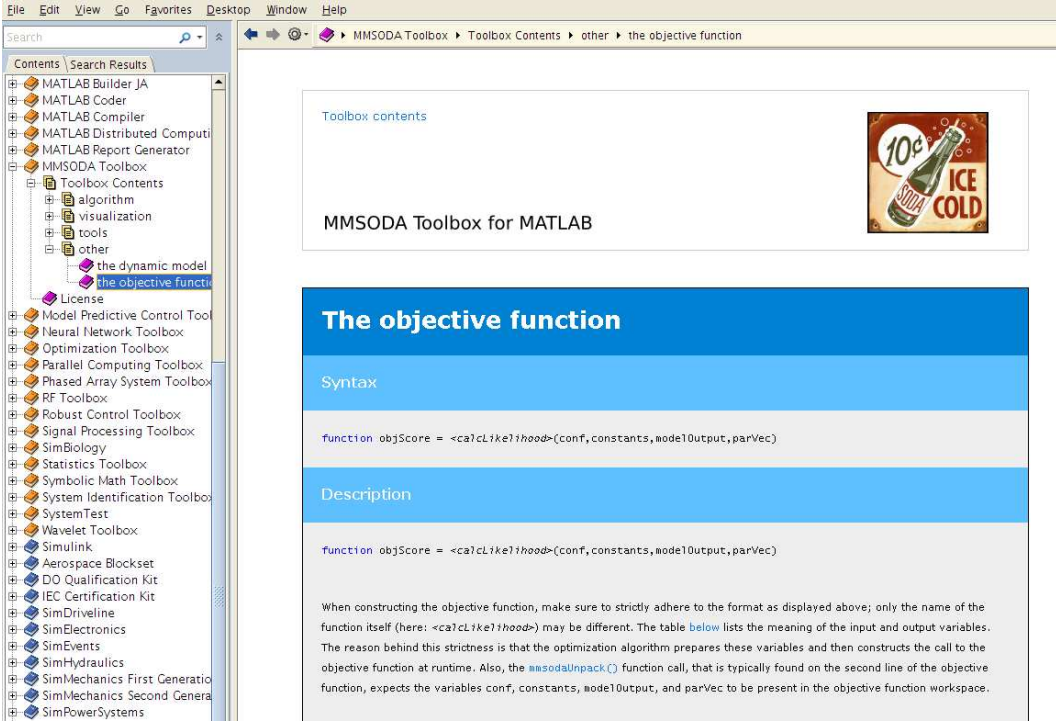 File Edit View Go Favorites Desktop Window Help
Search
MMSODA Toolbox Toolbox Contents other the objective function
Contents Search Results
MATLAB Builder JA
MATLAB Coder
MATLAB Compiler
MATLAB Distributed Computi
MATLAB Report Generator
MMSODA Toolbox
Toolbox Contents
algorithm
visualization
tools
other
the dynamic model
the objective functi
License
Model Predictive Control Tool
Neural Network Toolbox
Optimization Toolbox
Parallel Computing Toolbox
Phased Array System Toolbox
RF Toolbox
Robust Control Toolbox
Signal Processing Toolbox
SimBiology
Statistics Toolbox
Symbolic Math Toolbox
System Identification Toolbo
SystemTest
Wavelet Toolbox
Simulink
Aerospace Blockset
DO Qualification Kit
IEC Certification Kit
SimDriveline
SimElectronics
SimEvents
SimHydraulics
SimMechanics First Generatio
SimMechanics Second Genera
SimPowerSystems
Toolbox contents
10¢
SODA
ICE
COLD
MMSODA Toolbox for MATLAB
The objective function
Syntax
function objScore = <calcLikelihood>(conf,constants,modelOutput,parVec)
Description
function objScore = <calcLikelihood>(conf,constants,modelOutput,parVec)
When constructing the objective function, make sure to strictly adhere to the format as displayed above; only the name of the
function itself (here: <calcLikelihood>) may be different. The table below lists the meaning of the input and output variables.
The reason behind this strictness is that the optimization algorithm prepares these variables and then constructs the call to the
objective function at runtime. Also, the mmsodaUnpack() function call, that is typically found on the second line of the objective
function, expects the variables conf, constants, modelOutput, and parVec to be present in the objective function workspace.